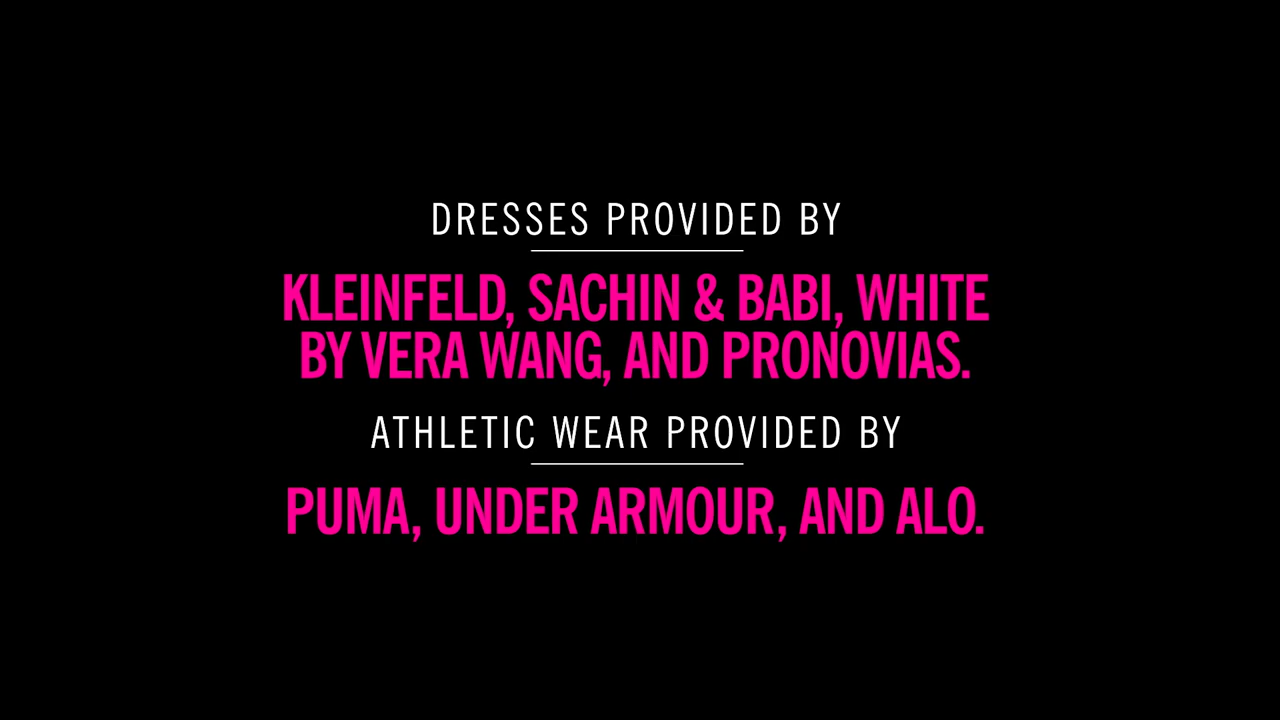 DRESSES PROVIDED BY
KLEINFELD, SACHIN & BABI, WHITE
BY VERA WANG, AND PRONOVIAS.
ATHLETIC WEAR PROVIDED BY
PUMA, UNDER ARMOUR, AND ALO.